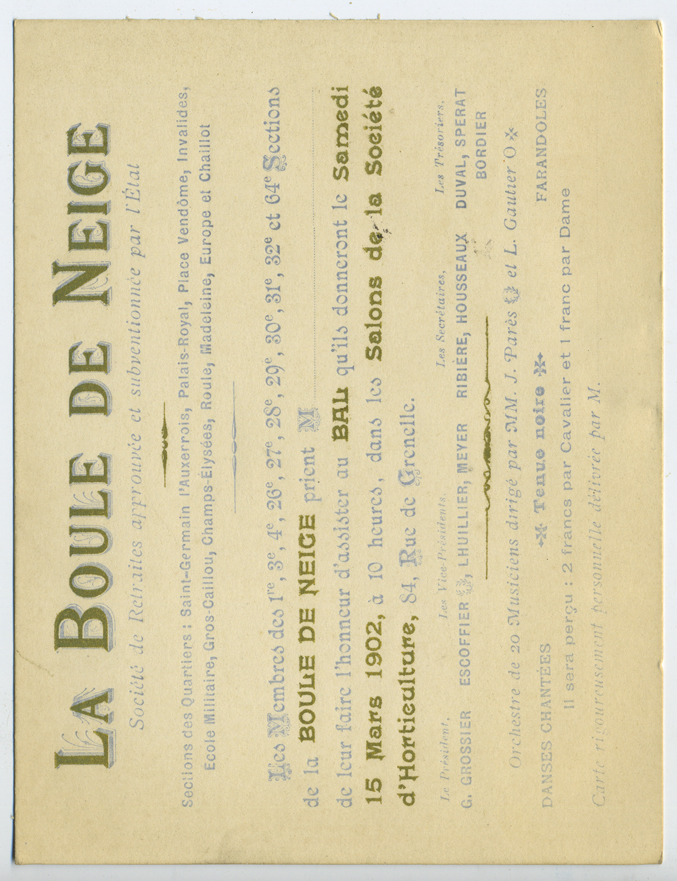 LA BOULE DE NEIGE
Société de Retraites approuvée et subventionnée par l'État
Sections des Quartiers : Saint-Germain l'Auxerrois, Palais-Royal, Place Vendôme, Invalides,
Ecole Militaire, Gros-Caillou, Champs-Élysées, Roule, Madeleine, Europe et Chaillot
Les Membres des 1re, 3e, 4e, 26e, 27e, 28e, 29e, 30e, 31e, 32e et 64e Sections
de la BOULE DE NEIGE prient M
de leur faire l'honneur d'assister au BAL qu'ils donneront le Samedi
15 Mars 1902, à 10 heures, dans les Salons de la Société
d'Horticulture, 84, Rue de Grenelle.
Le Président, Les Vice-Présidents, Les Secrétaires, Les Trésoriers,
G. GROSSIER ESCOFFIER, LHUILLIER, MEYER RIBIÈRE, HOUSSEAUX DUVAL, SPERAT
BORDIER
Orchestre de 20 Musiciens dirigé par MM. J. Parès et L. Gautier O
DANSES CHANTÉES Tenue noire FARANDOLES
Il sera perçu : 2 francs par Cavalier et 1 franc par Dame
Carte rigoureusement personnelle délivrée par M.